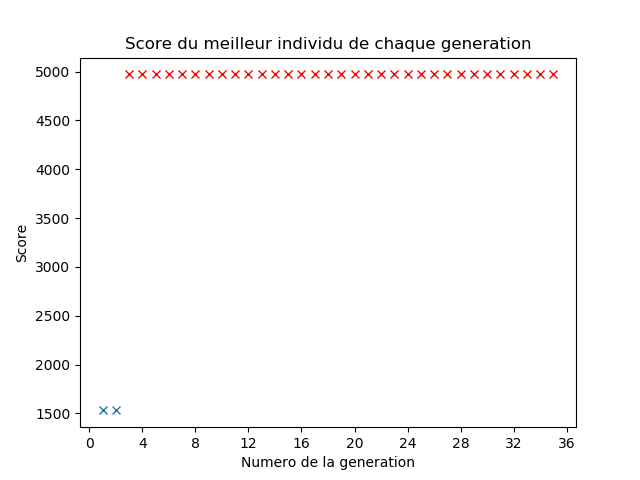 Score du meilleur individu de chaque generation
5000
4500
4000
3500
3000
2500
2000
1500
Score
0 4 8 12 16 20 24 28 32 36
Numero de la generation